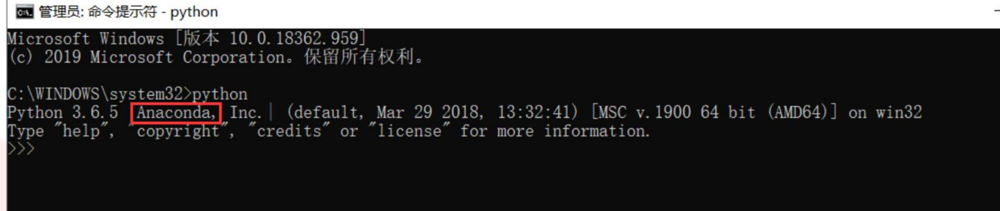 管理员: 命令提示符 - python
Microsoft Windows [版本 10.0.18362.959]
(c) 2019 Microsoft Corporation。保留所有权利。
C:\WINDOWS\system32>python
Python 3.6.5 Anaconda, Inc.| (default, Mar 29 2018, 13:32:41) [MSC v.1900 64 bit (AMD64)] on win32
Type "help", "copyright", "credits" or "license" for more information.
>>>